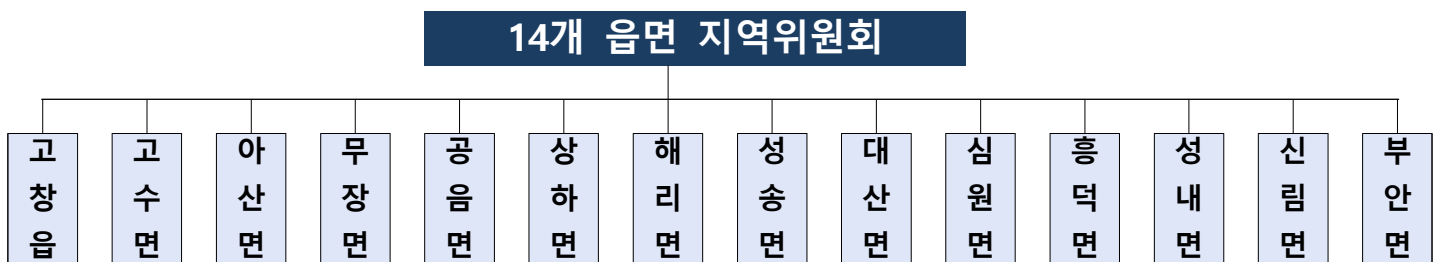 14개 읍면 지역위원회
고창읍
고수면
아산면
무장면
공음면
상하면
해리면
성송면
대산면
심원면
흥덕면
성내면
신림면
부안면